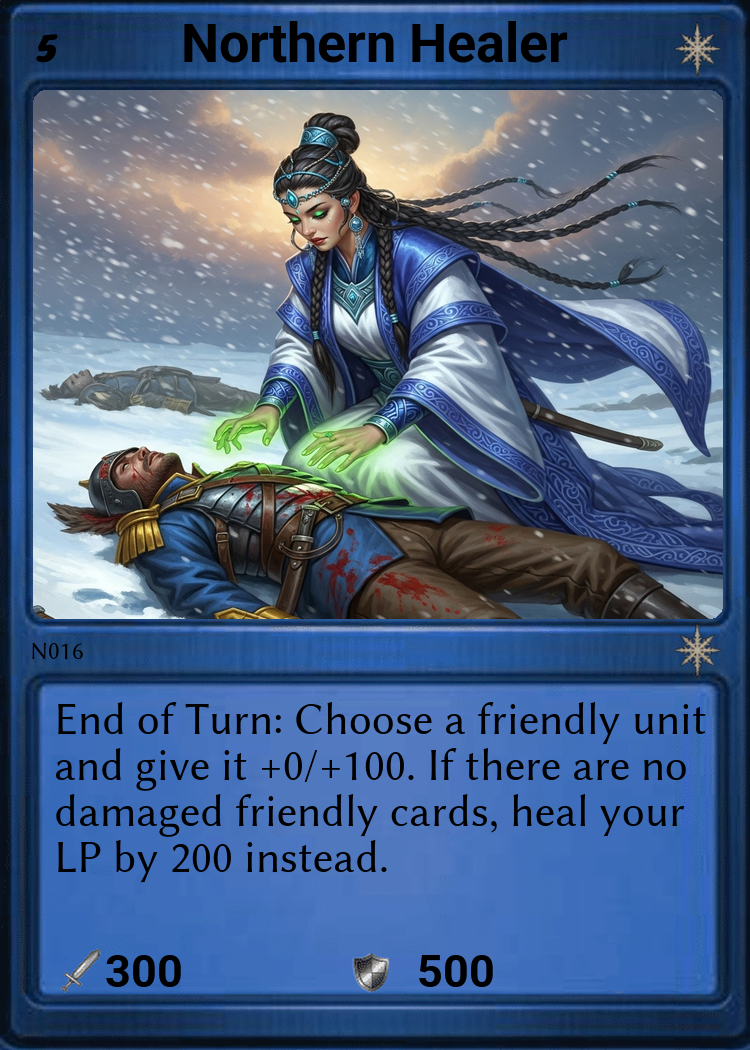 5
Northern Healer
N016
End of Turn: Choose a friendly unit
and give it +0/+100. If there are no
damaged friendly cards, heal your
LP by 200 instead.
300
500